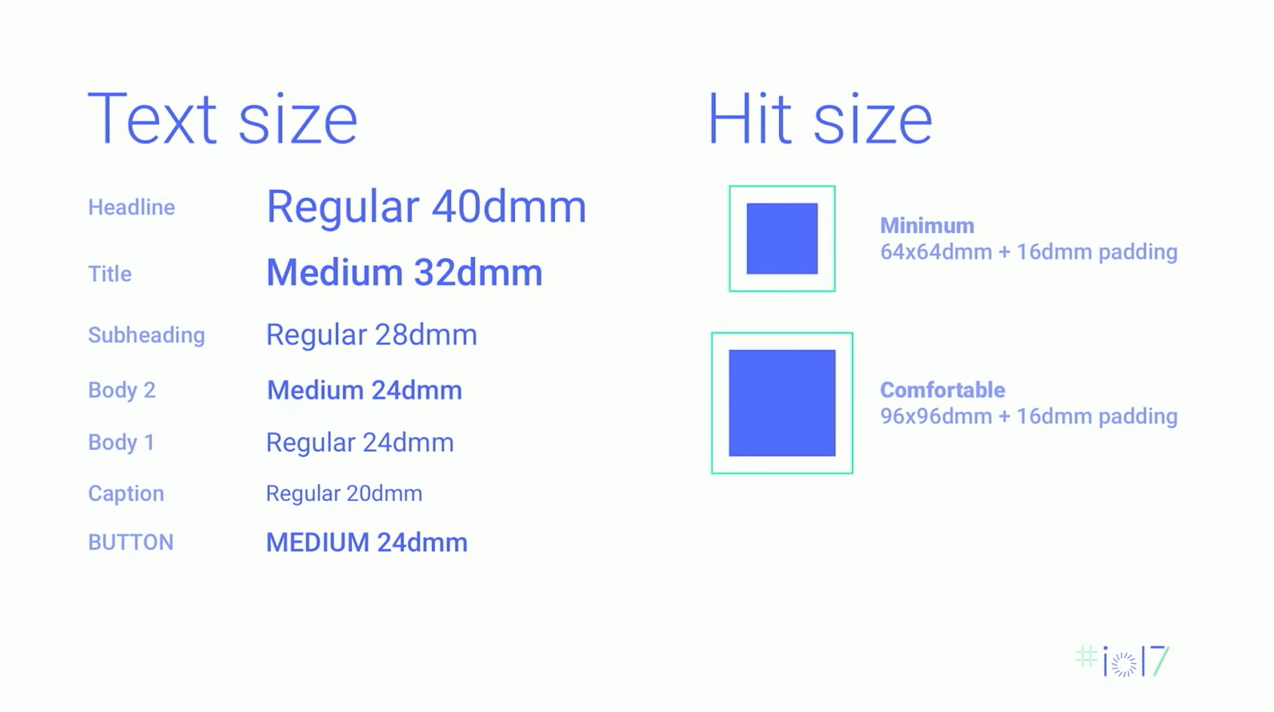 Text size
Headline Regular 40dmm
Title Medium 32dmm
Subheading Regular 28dmm
Body 2 Medium 24dmm
Body 1 Regular 24dmm
Caption Regular 20dmm
BUTTON MEDIUM 24dmm
Hit size
Minimum
64x64dmm + 16dmm padding
Comfortable
96x96dmm + 16dmm padding
#io17